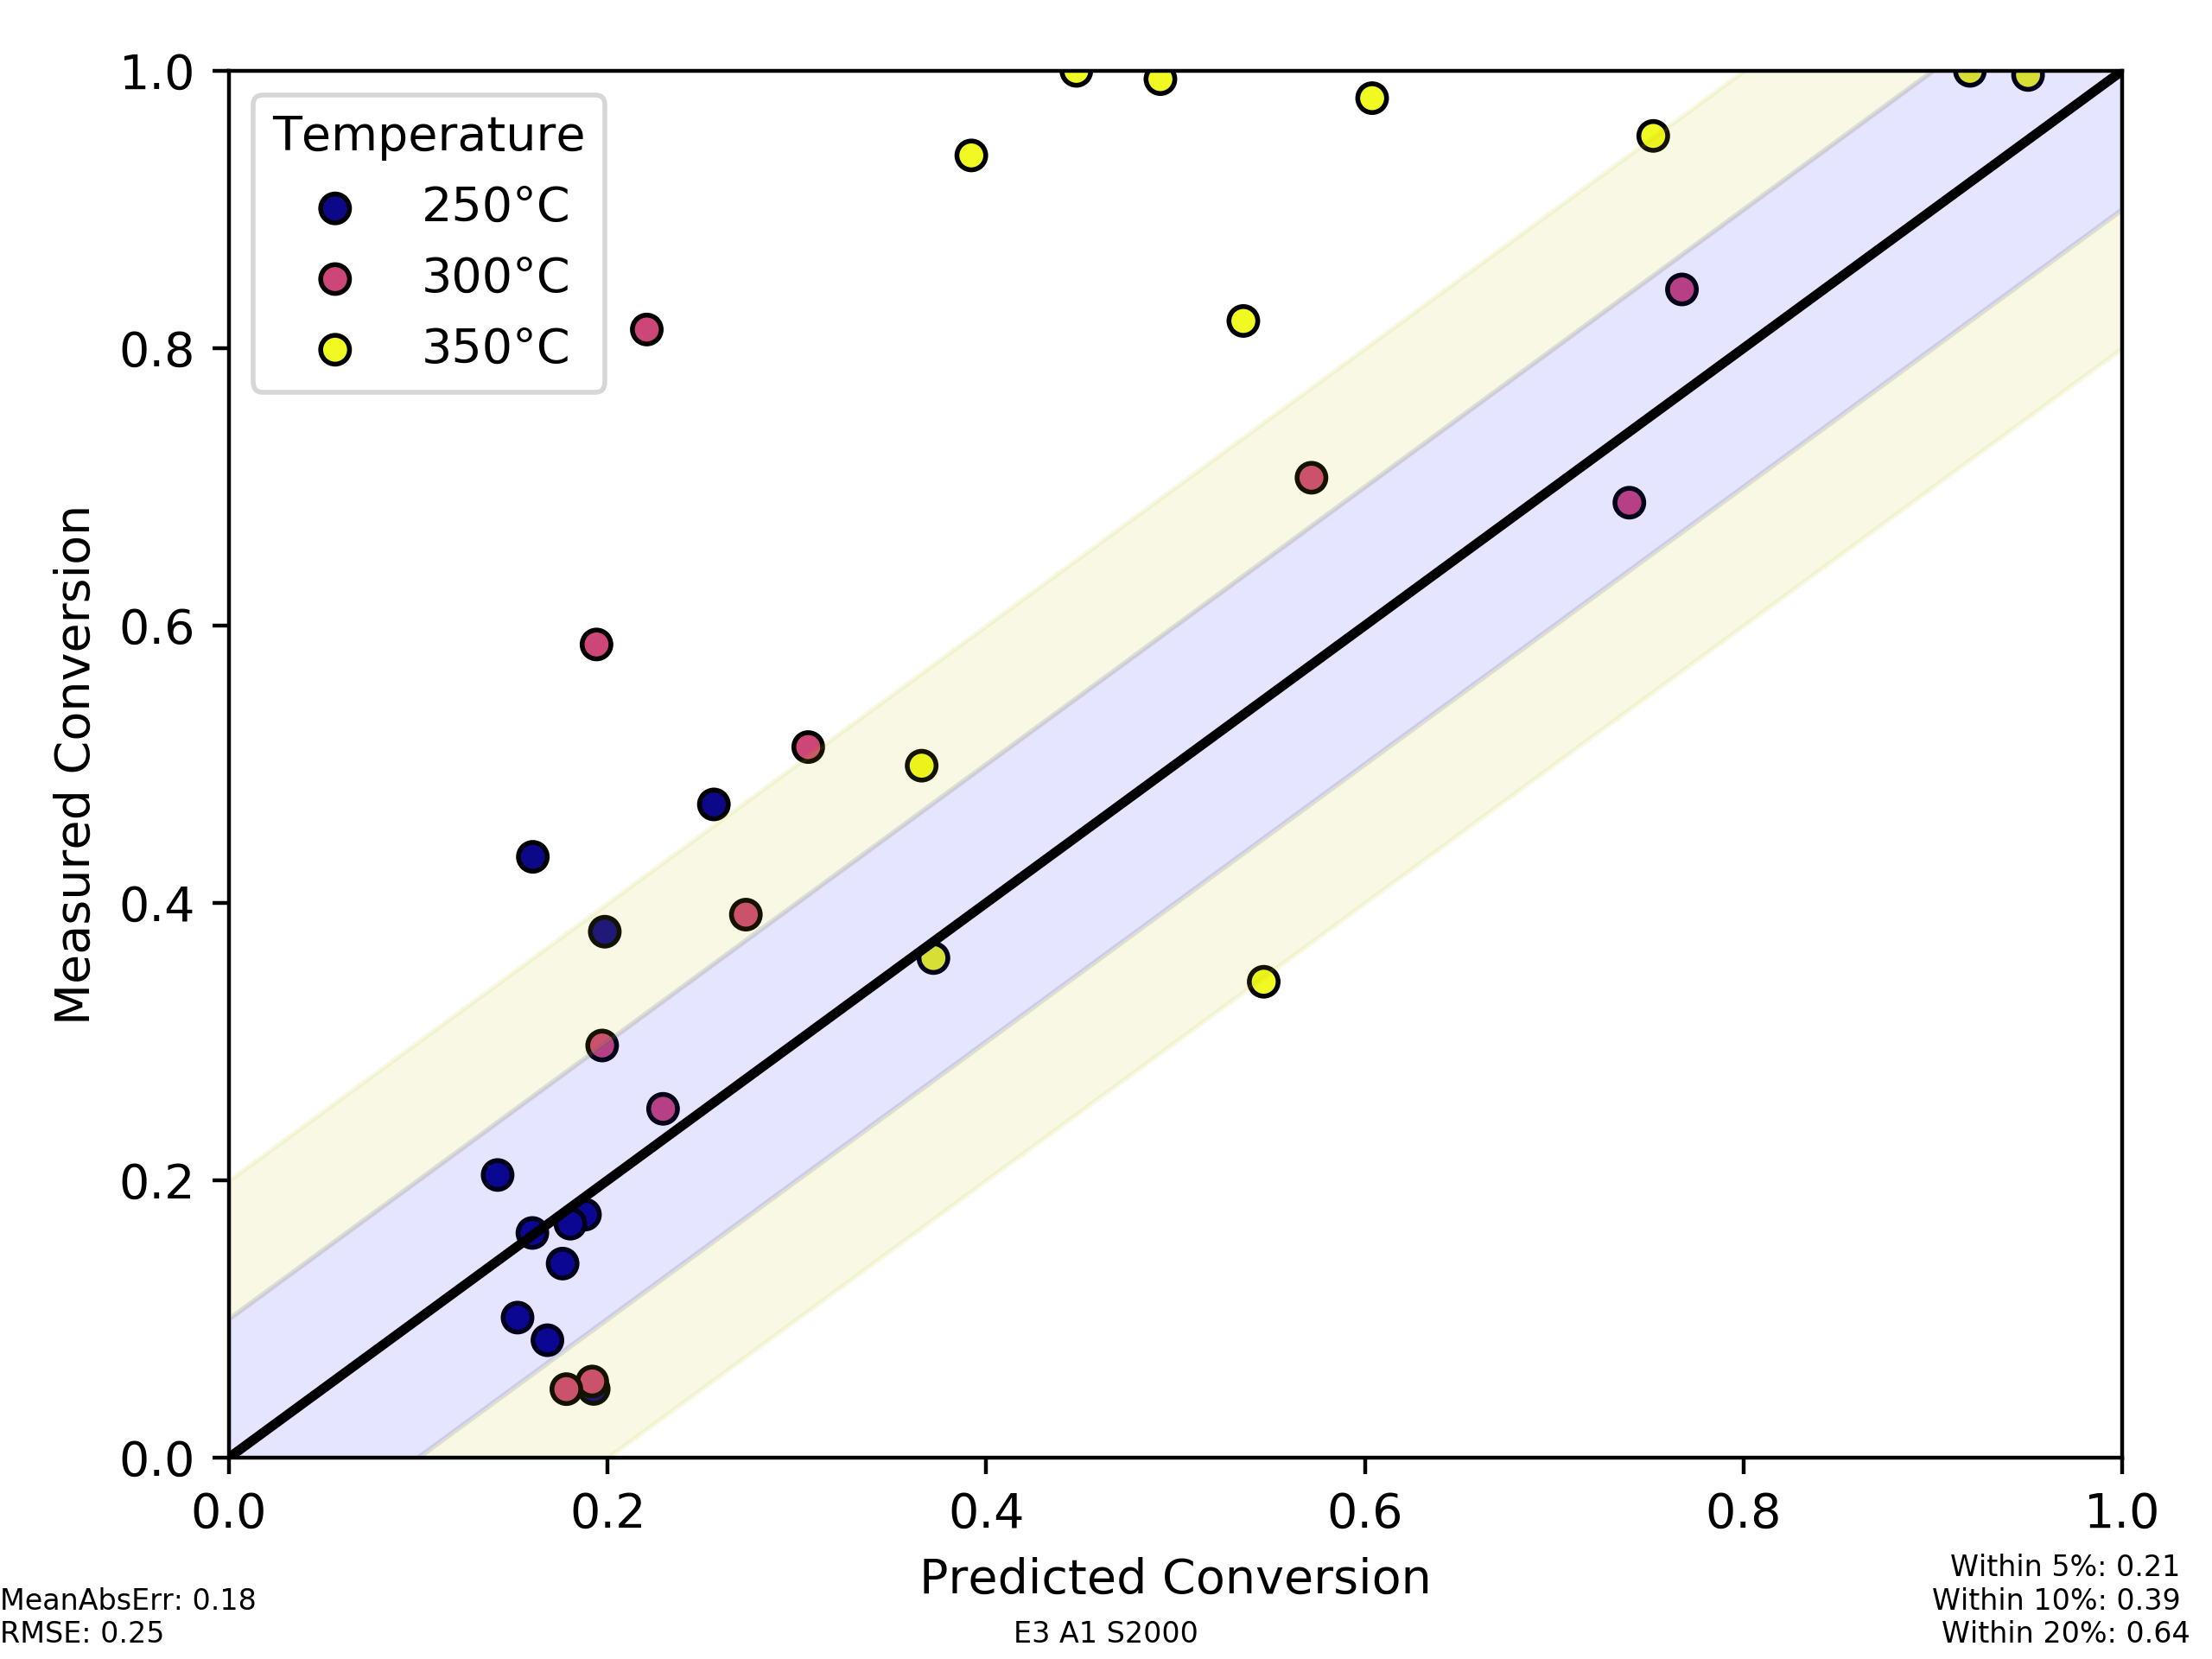 1.0
0.8
0.6
0.4
0.2
0.0
Measured Conversion
Temperature
250°C
300°C
350°C
0.0 0.2 0.4 0.6 0.8 1.0
Predicted Conversion
MeanAbsErr: 0.18
RMSE: 0.25
E3 A1 S2000
Within 5%: 0.21
Within 10%: 0.39
Within 20%: 0.64